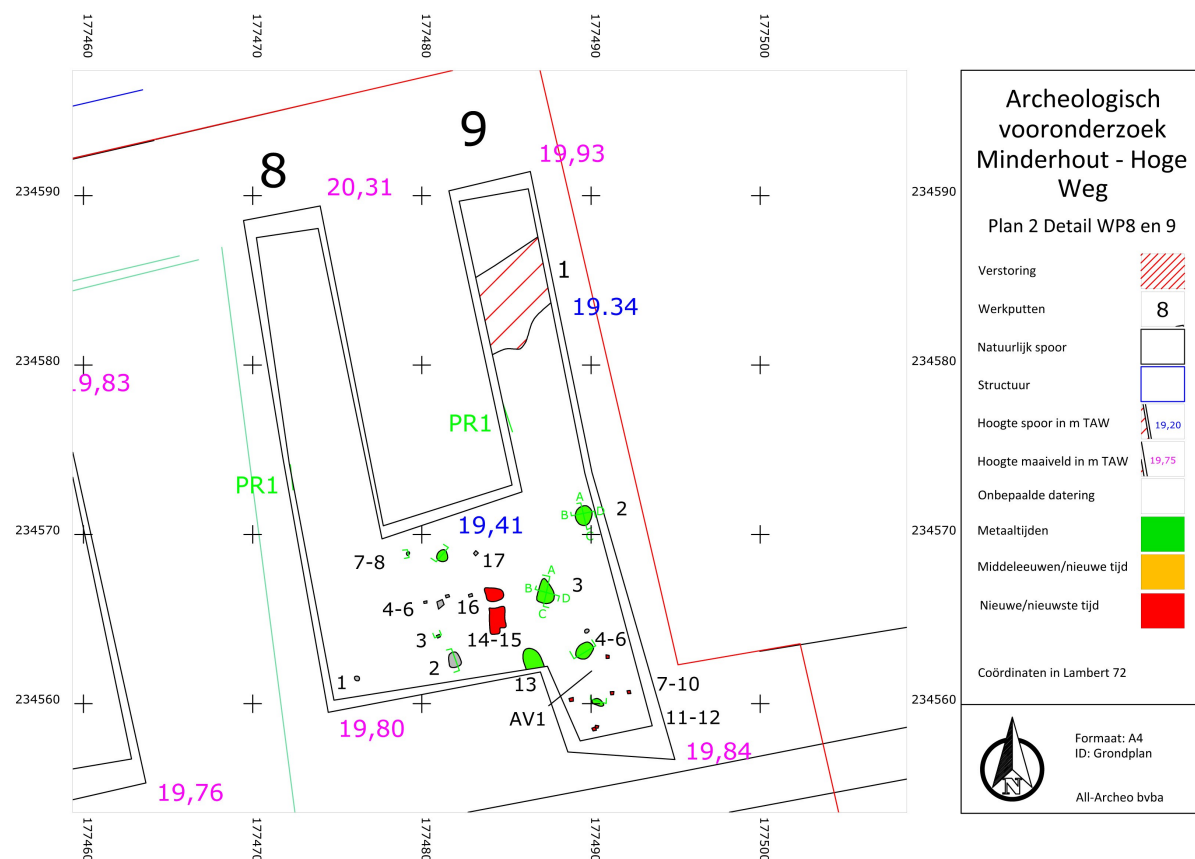 177460
177470
177480
177490
177500
9
8
19,93
20,31
234590
234590
1
19.34
234580
234580
19,83
PR1
PR1
A
B
D
C
2
234570
19,41
234570
7-8
17
A
B
D
C
3
4-6
16
3
14-15
4-6
2
1
13
7-10
234560
234560
AV1
11-12
19,80
19,84
19,76
177460
177470
177480
177490
177500
Archeologisch
vooronderzoek
Minderhout - Hoge
Weg
Plan 2 Detail WP8 en 9
Verstoring
Werkputten 8
Natuurlijk spoor
Structuur
Hoogte spoor in m TAW 19,20
Hoogte maaiveld in m TAW 19,75
Onbepaalde datering
Metaaltijden
Middeleeuwen/nieuwe tijd
Nieuwe/nieuwste tijd
Coördinaten in Lambert 72
N
Formaat: A4
ID: Grondplan
All-Archeo bvba